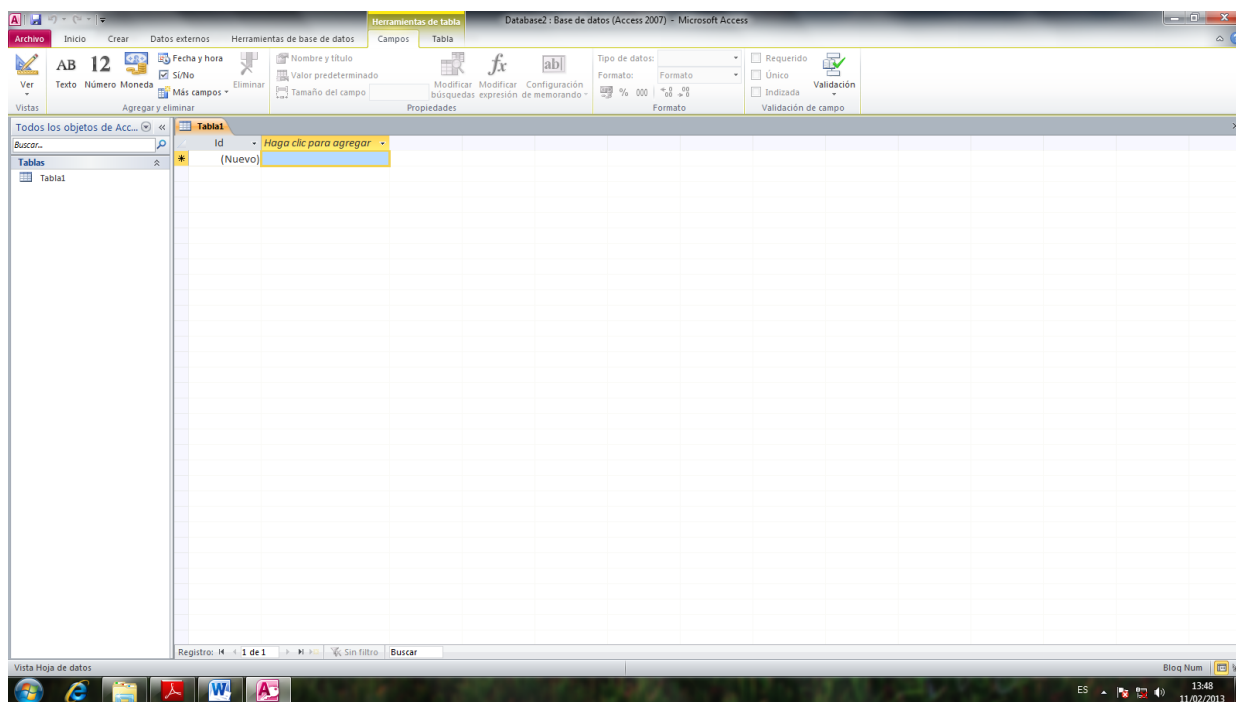 Herramientas de tabla
Database2 : Base de datos (Access 2007) - Microsoft Access
Archivo Inicio Crear Datos externos Herramientas de base de datos Campos Tabla
Ver
Vistas
AB Texto
12 Número
Moneda
Fecha y hora
Sí/No
Más campos
Eliminar
Agregar y eliminar
Nombre y título
Valor predeterminado
Tamaño del campo
Modificar búsquedas
fx Modificar expresión
ab Configuración de memorando
Propiedades
Tipo de datos:
Formato: Formato
% 000
Formato
Requerido
Único
Indizada
Validación
Validación de campo
Todos los objetos de Acc... «
Buscar...
Tablas
Tabla1
Tabla1
Id Haga clic para agregar
(Nuevo)
Registro: 1 de 1 Sin filtro Buscar
Vista Hoja de datos
Bloq Num
ES
13:48
11/02/2013